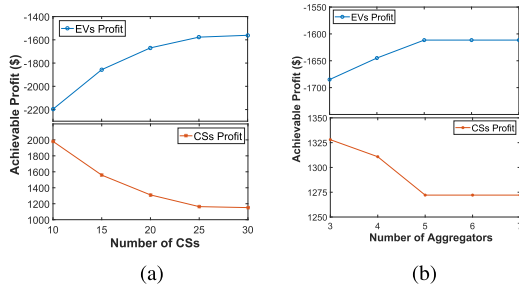 -1400
-1600
-1800
-2000
-2200
EVs Profit
2000
1800
1600
1400
1200
1000
CSs Profit
10 15 20 25 30
Number of CSs
Achievable Profit ($)
(a)
-1550
-1600
-1650
-1700
EVs Profit
1350
1325
1300
1275
1250
CSs Profit
3 4 5 6 7
Number of Aggregators
Achievable Profit ($)
(b)